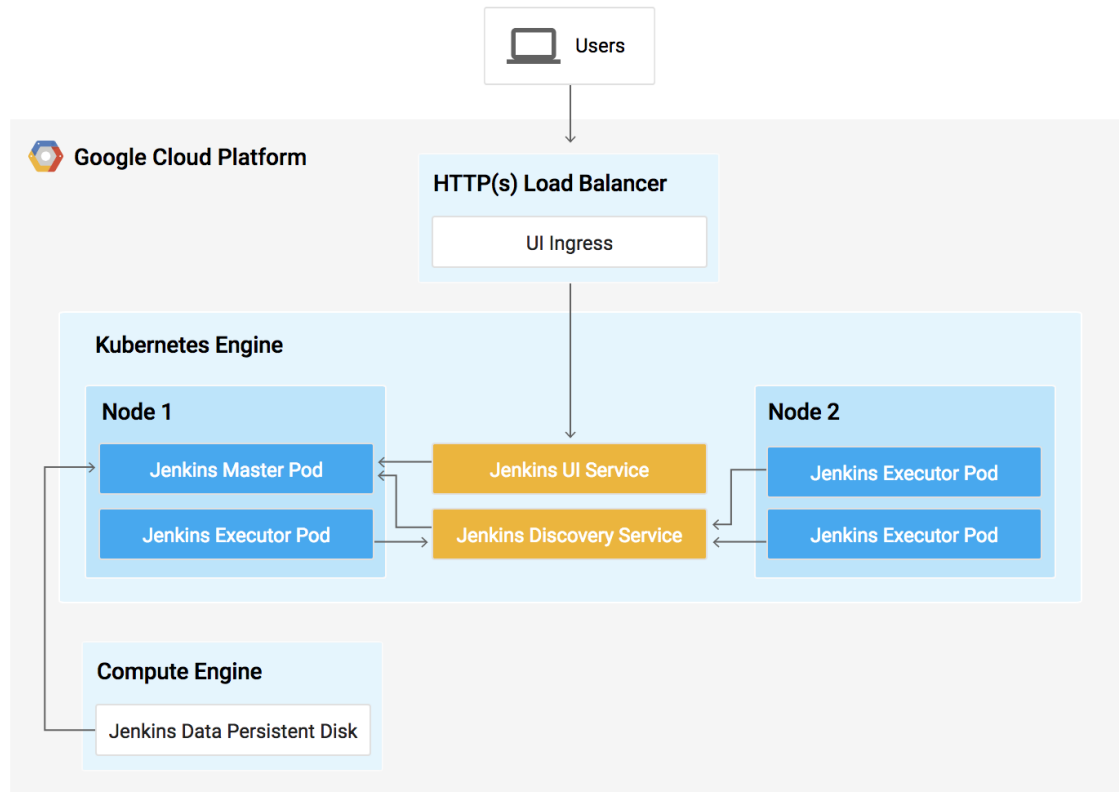 Users
Google Cloud Platform
HTTP(s) Load Balancer
UI Ingress
Kubernetes Engine
Node 1
Jenkins Master Pod
Jenkins Executor Pod
Jenkins UI Service
Jenkins Discovery Service
Node 2
Jenkins Executor Pod
Jenkins Executor Pod
Compute Engine
Jenkins Data Persistent Disk